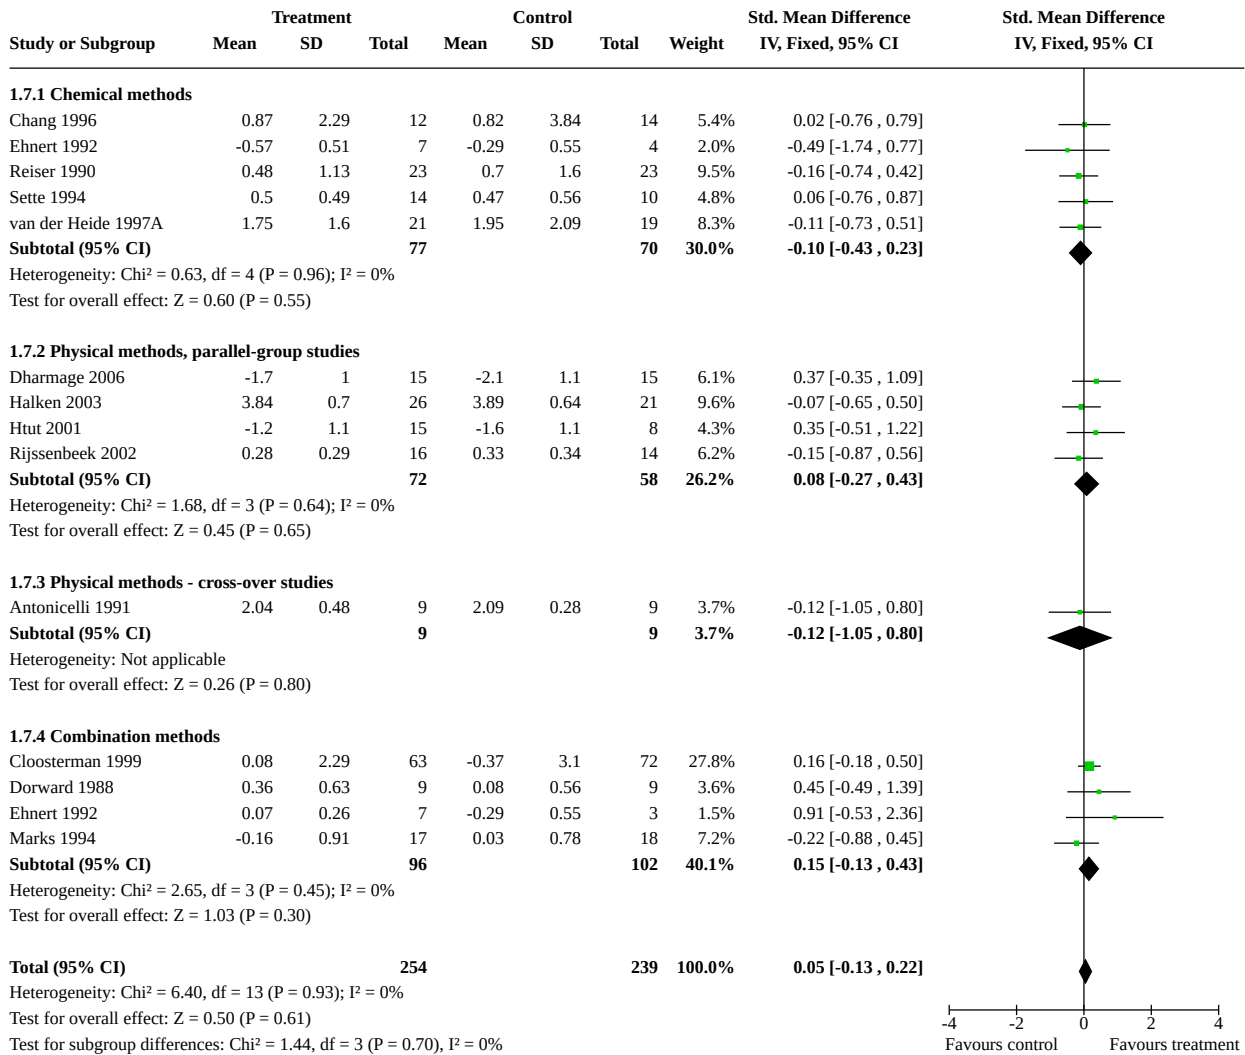 Treatment Control Std. Mean Difference Std. Mean Difference
Study or Subgroup Mean SD Total Mean SD Total Weight IV, Fixed, 95% CI IV, Fixed, 95% CI
1.7.1 Chemical methods
Chang 1996 0.87 2.29 12 0.82 3.84 14 5.4% 0.02 [-0.76 , 0.79]
Ehnert 1992 -0.57 0.51 7 -0.29 0.55 4 2.0% -0.49 [-1.74 , 0.77]
Reiser 1990 0.48 1.13 23 0.7 1.6 23 9.5% -0.16 [-0.74 , 0.42]
Sette 1994 0.5 0.49 14 0.47 0.56 10 4.8% 0.06 [-0.76 , 0.87]
van der Heide 1997A 1.75 1.6 21 1.95 2.09 19 8.3% -0.11 [-0.73 , 0.51]
Subtotal (95% CI) 77 70 30.0% -0.10 [-0.43 , 0.23]
Heterogeneity: Chi² = 0.63, df = 4 (P = 0.96); I² = 0%
Test for overall effect: Z = 0.60 (P = 0.55)
1.7.2 Physical methods, parallel-group studies
Dharmage 2006 -1.7 1 15 -2.1 1.1 15 6.1% 0.37 [-0.35 , 1.09]
Halken 2003 3.84 0.7 26 3.89 0.64 21 9.6% -0.07 [-0.65 , 0.50]
Htut 2001 -1.2 1.1 15 -1.6 1.1 8 4.3% 0.35 [-0.51 , 1.22]
Rijssenbeek 2002 0.28 0.29 16 0.33 0.34 14 6.2% -0.15 [-0.87 , 0.56]
Subtotal (95% CI) 72 58 26.2% 0.08 [-0.27 , 0.43]
Heterogeneity: Chi² = 1.68, df = 3 (P = 0.64); I² = 0%
Test for overall effect: Z = 0.45 (P = 0.65)
1.7.3 Physical methods - cross-over studies
Antonicelli 1991 2.04 0.48 9 2.09 0.28 9 3.7% -0.12 [-1.05 , 0.80]
Subtotal (95% CI) 9 9 3.7% -0.12 [-1.05 , 0.80]
Heterogeneity: Not applicable
Test for overall effect: Z = 0.26 (P = 0.80)
1.7.4 Combination methods
Cloosterman 1999 0.08 2.29 63 -0.37 3.1 72 27.8% 0.16 [-0.18 , 0.50]
Dorward 1988 0.36 0.63 9 0.08 0.56 9 3.6% 0.45 [-0.49 , 1.39]
Ehnert 1992 0.07 0.26 7 -0.29 0.55 3 1.5% 0.91 [-0.53 , 2.36]
Marks 1994 -0.16 0.91 17 0.03 0.78 18 7.2% -0.22 [-0.88 , 0.45]
Subtotal (95% CI) 96 102 40.1% 0.15 [-0.13 , 0.43]
Heterogeneity: Chi² = 2.65, df = 3 (P = 0.45); I² = 0%
Test for overall effect: Z = 1.03 (P = 0.30)
Total (95% CI) 254 239 100.0% 0.05 [-0.13 , 0.22]
Heterogeneity: Chi² = 6.40, df = 13 (P = 0.93); I² = 0%
Test for overall effect: Z = 0.50 (P = 0.61)
-4 -2 0 2 4
Test for subgroup differences: Chi² = 1.44, df = 3 (P = 0.70), I² = 0% Favours control Favours treatment